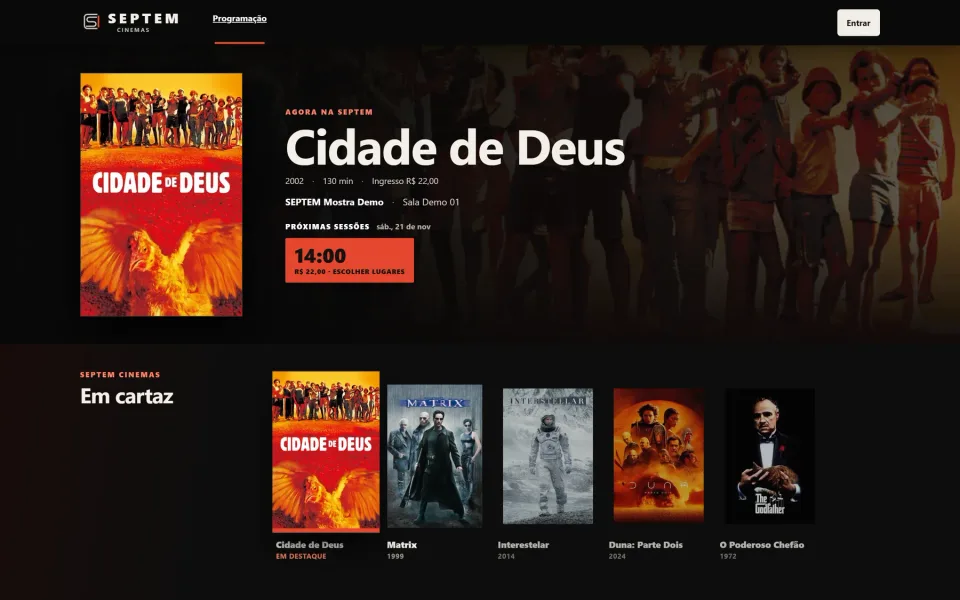 SEPTEM
CINEMAS
Programação
Entrar
CIDADE DE DEUS
AGORA NA SEPTEM
Cidade de Deus
2002 · 130 min · Ingresso R$ 22,00
SEPTEM Mostra Demo · Sala Demo 01
PRÓXIMAS SESSÕES sáb., 21 de nov
14:00
R$ 22,00 · ESCOLHER LUGARES
SEPTEM CINEMAS
Em cartaz
CIDADE DE DEUS
MATRIX
INTERSTELLAR
DUNA
The Godfather
Cidade de Deus
EM DESTAQUE
Matrix
1999
Interestelar
2014
Duna: Parte Dois
2024
O Poderoso Chefão
1972